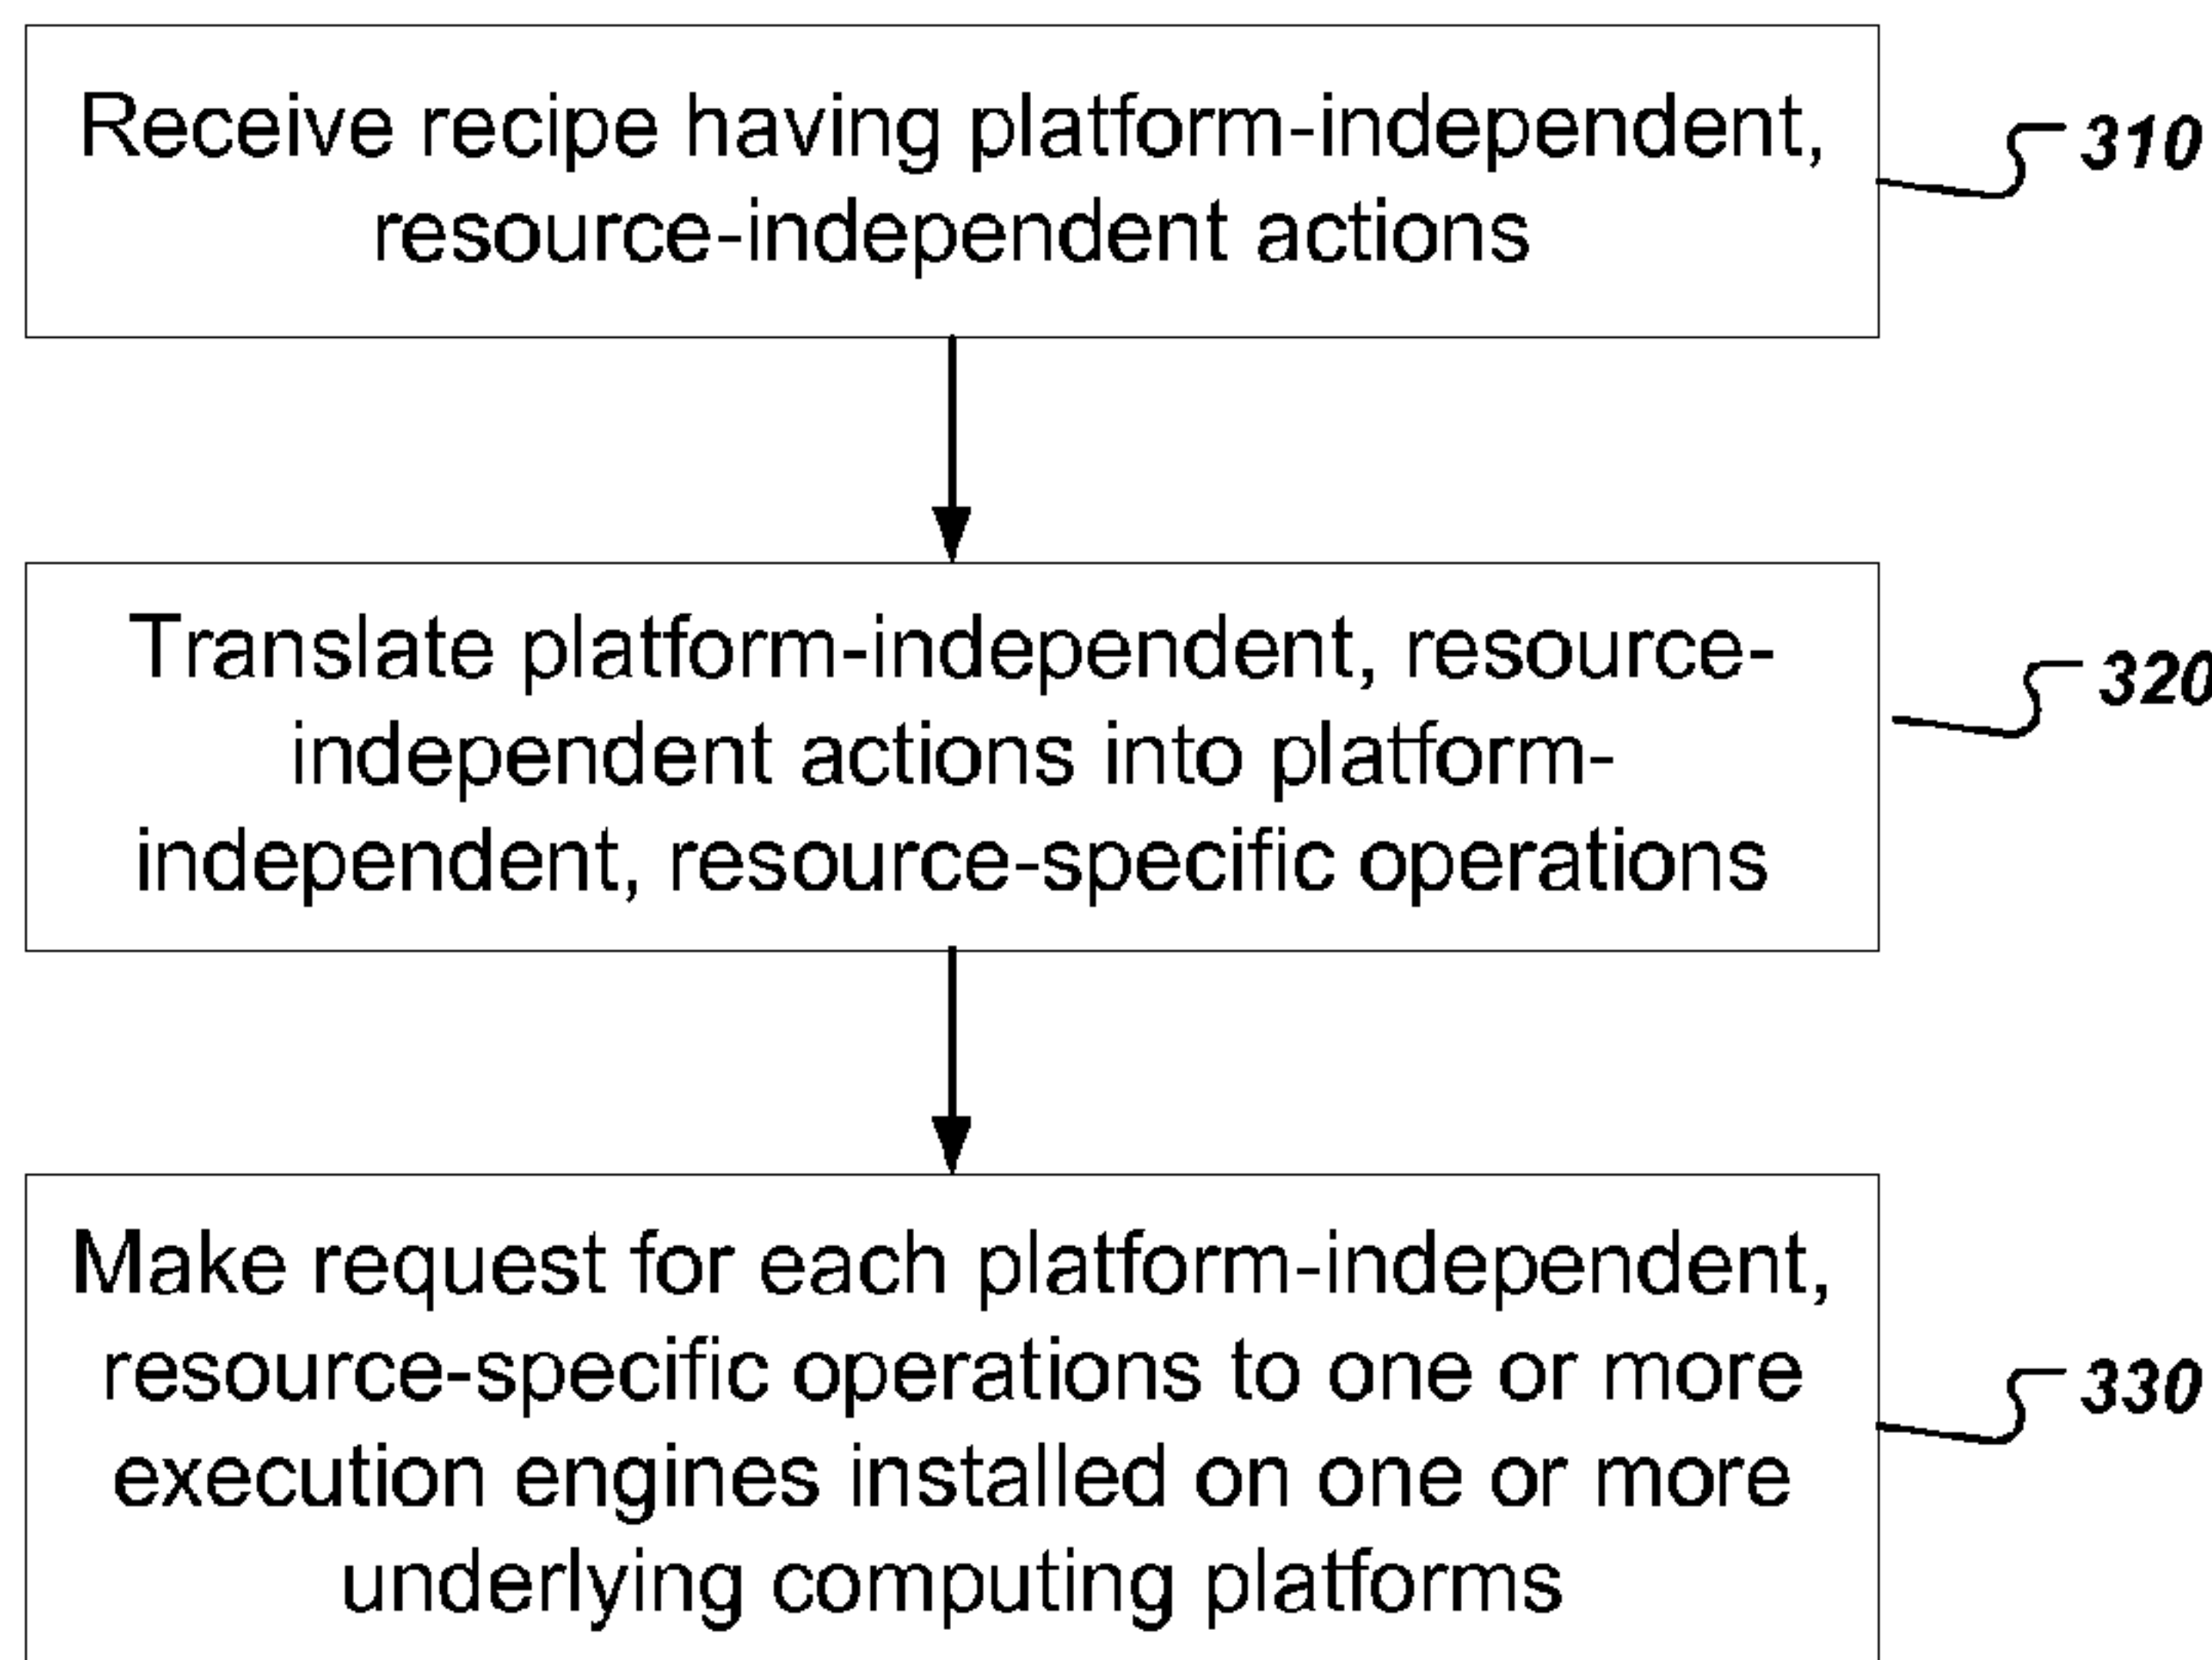 Receive recipe having platform-independent,
resource-independent actions
310
Translate platform-independent, resource-
independent actions into platform-
independent, resource-specific operations
320
Make request for each platform-independent,
resource-specific operations to one or more
execution engines installed on one or more
underlying computing platforms
330